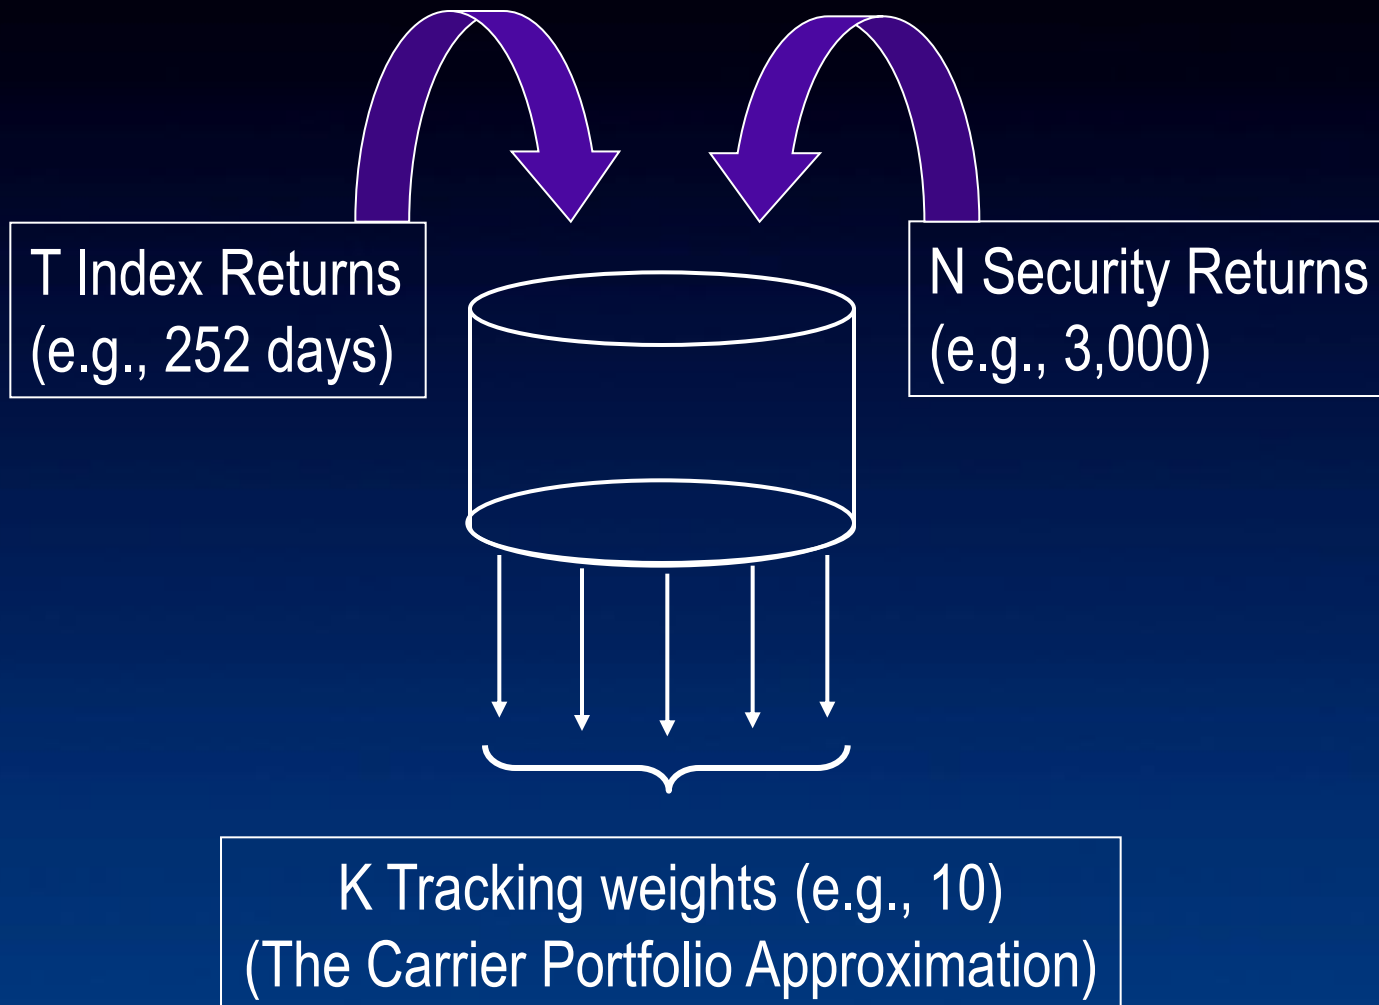 T Index Returns
(e.g., 252 days)
N Security Returns
(e.g., 3,000)
K Tracking weights (e.g., 10)
(The Carrier Portfolio Approximation)